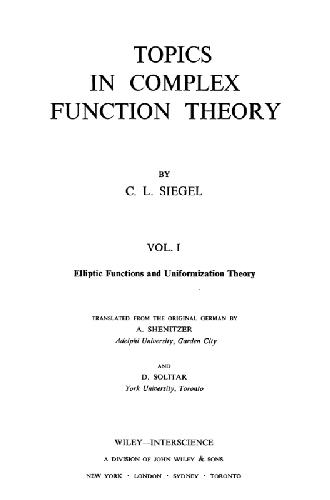 TOPICS
IN COMPLEX
FUNCTION THEORY
BY
C. L. SIEGEL
VOL. I
Elliptic Functions and Uniformization Theory
TRANSLATED FROM THE ORIGINAL GERMAN BY
A. SHENITZER
Adelphi University, Garden City
AND
D. SOLITAR
York University, Toronto
WILEY—INTERSCIENCE
A DIVISION OF JOHN WILEY & SONS
NEW YORK · LONDON · SYDNEY · TORONTO